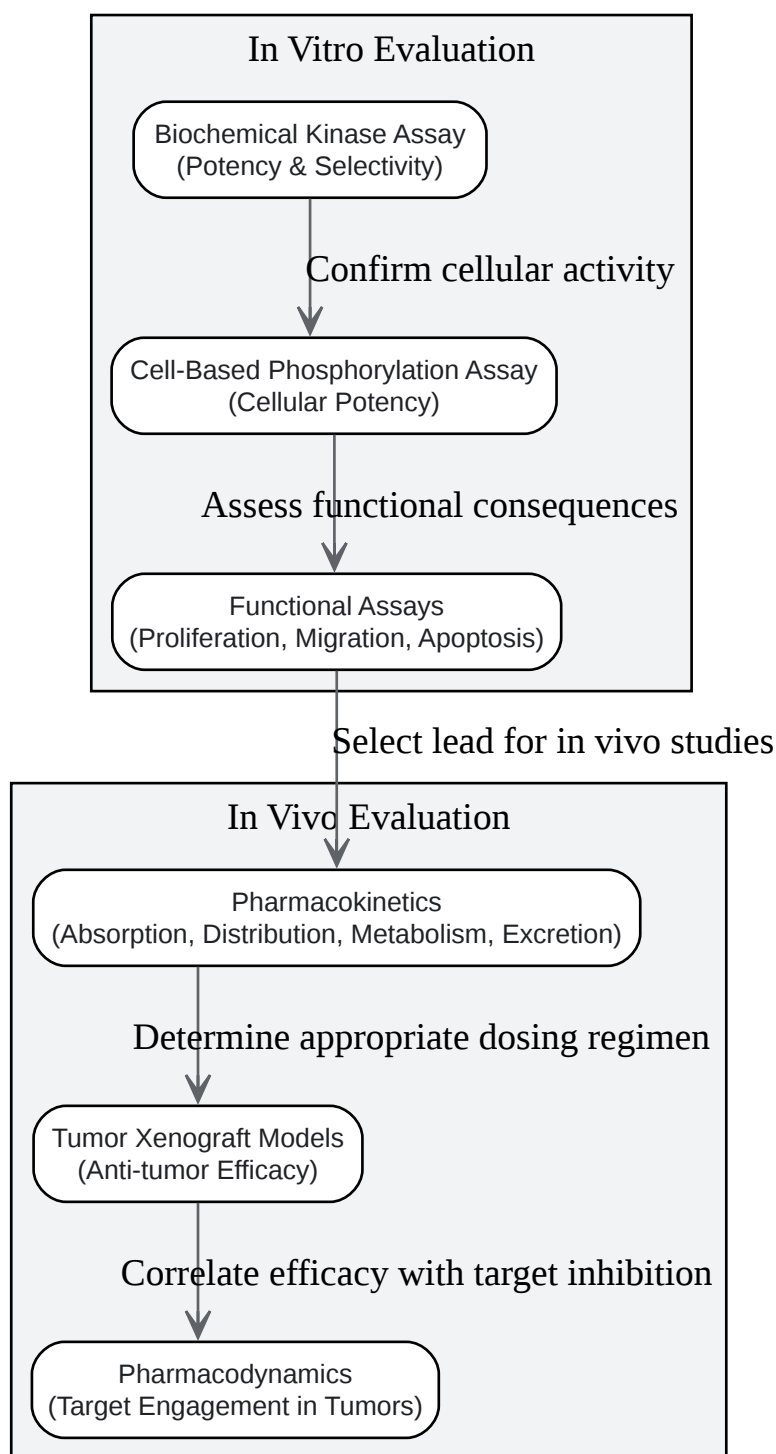 In Vitro Evaluation
Biochemical Kinase Assay
(Potency & Selectivity)
Confirm cellular activity
Cell-Based Phosphorylation Assay
(Cellular Potency)
Assess functional consequences
Functional Assays
(Proliferation, Migration, Apoptosis)
Select lead for in vivo studies
In Vivo Evaluation
Pharmacokinetics
(Absorption, Distribution, Metabolism, Excretion)
Determine appropriate dosing regimen
Tumor Xenograft Models
(Anti-tumor Efficacy)
Correlate efficacy with target inhibition
Pharmacodynamics
(Target Engagement in Tumors)